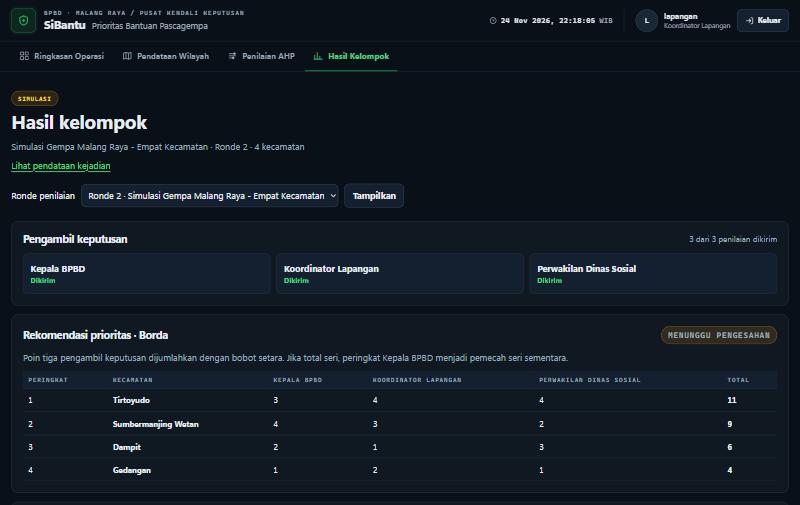 BPBD · MALANG RAYA / PUSAT KENDALI KEPUTUSAN
SiBantu Prioritas Bantuan Pascagempa
24 Nov 2026, 22:18:05 WIB
L
lapangan
Koordinator Lapangan
Keluar
Ringkasan Operasi
Pendataan Wilayah
Penilaian AHP
Hasil Kelompok
SIMULASI
Hasil kelompok
Simulasi Gempa Malang Raya - Empat Kecamatan · Ronde 2 · 4 kecamatan
Lihat pendataan kejadian
Ronde penilaian
Ronde 2 · Simulasi Gempa Malang Raya - Empat Kecamatan
Tampilkan
Pengambil keputusan
3 dari 3 penilaian dikirim
Kepala BPBD
Dikirim
Koordinator Lapangan
Dikirim
Perwakilan Dinas Sosial
Dikirim
Rekomendasi prioritas · Borda
MENUNGGU PENGESAHAN
Poin tiga pengambil keputusan dijumlahkan dengan bobot setara. Jika total seri, peringkat Kepala BPBD menjadi pemecah seri sementara.
PERINGKAT KECAMATAN KEPALA BPBD KOORDINATOR LAPANGAN PERWAKILAN DINAS SOSIAL TOTAL
1 Tirtoyudo 3 4 4 11
2 Sumbermanjing Wetan 4 3 2 9
3 Dampit 2 1 3 6
4 Gedangan 1 2 1 4